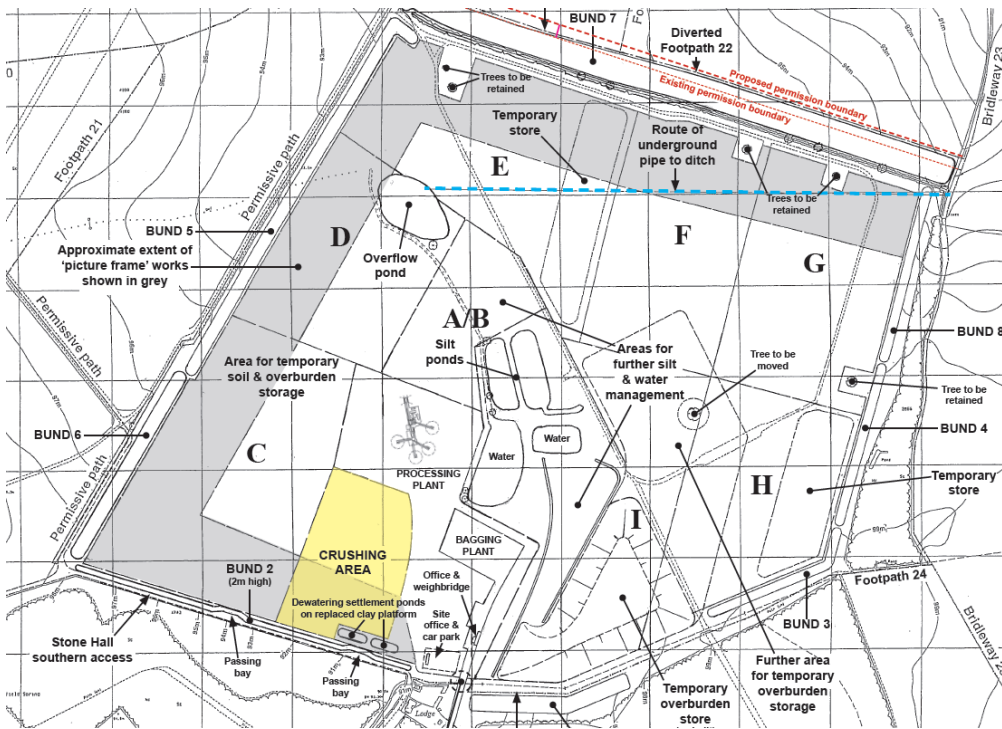 BUND 7
Diverted
Footpath 22
Proposed permission boundary
Existing permission boundary
Bridleway 23
Trees to be
retained
Temporary
store
Route of
underground
pipe to ditch
Footpath 21
Permissive path
E
Trees to be
retained
BUND 5
D
F
G
Approximate extent of
'picture frame' works
shown in grey
Overflow
pond
Permissive path
A/B
BUND 8
Silt
ponds
Areas for
further silt
& water
management
Tree to be
moved
Area for temporary
soil & overburden
storage
Tree to be
retained
BUND 6
BUND 4
Water
Water
C
PROCESSING
PLANT
H
Temporary
store
Permissive path
I
BAGGING
PLANT
CRUSHING
AREA
BUND 2
(2m high)
Office &
weighbridge
Footpath 24
Dewatering settlement ponds
on replaced clay platform
Site
office &
car park
BUND 3
Stone Hall
southern access
Passing
bay
Passing
bay
Further area
for temporary
overburden
storage
Temporary
overburden
store
Lodge